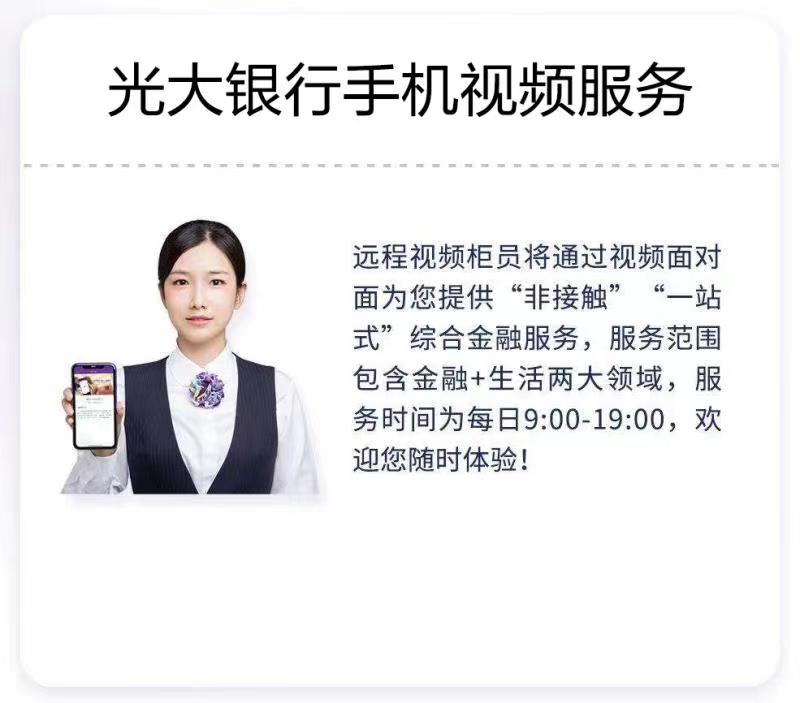 光大银行手机视频服务
远程视频柜员将通过视频面对
面为您提供“非接触”“一站
式”综合金融服务，服务范围
包含金融+生活两大领域，服
务时间为每日9:00-19:00，欢
迎您随时体验！